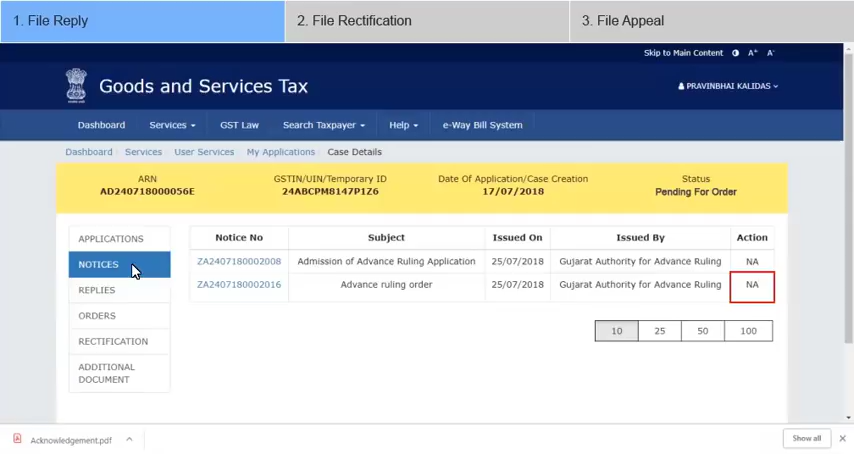 1. File Reply
2. File Rectification
3. File Appeal
Skip to Main Content A+ A-
Goods and Services Tax
PRAVINBHAI KALIDAS
Dashboard Services GST Law Search Taxpayer Help e-Way Bill System
Dashboard Services User Services My Applications Case Details
ARN GSTIN/UIN/Temporary ID Date Of Application/Case Creation Status
AD240718000056E 24ABCPM8147P1Z6 17/07/2018 Pending For Order
APPLICATIONS
NOTICES
REPLIES
ORDERS
RECTIFICATION
ADDITIONAL
DOCUMENT
Notice No Subject Issued On Issued By Action
ZA2407180002008 Admission of Advance Ruling Application 25/07/2018 Gujarat Authority for Advance Ruling NA
ZA2407180002016 Advance ruling order 25/07/2018 Gujarat Authority for Advance Ruling NA
10 25 50 100
Acknowledgement.pdf
Show all